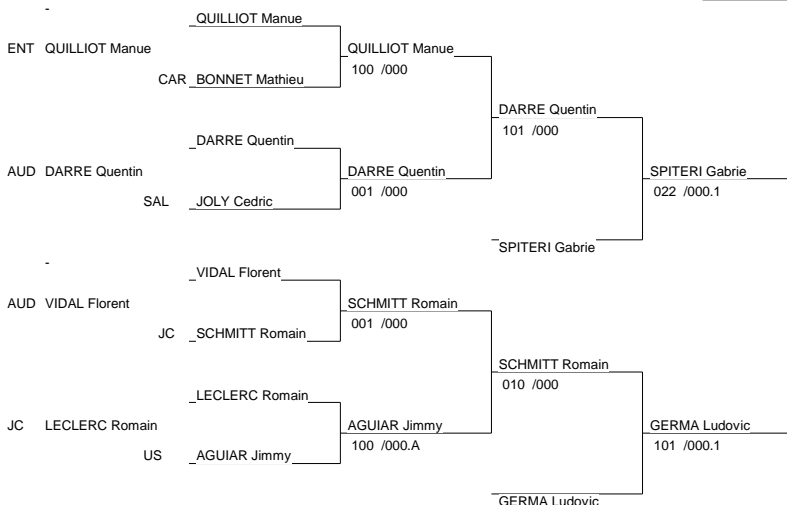 -
QUILLIOT Manue
ENT QUILLIOT Manue QUILLIOT Manue
100 /000
CAR BONNET Mathieu
DARRE Quentin
101 /000
DARRE Quentin
AUD DARRE Quentin DARRE Quentin SPITERI Gabrie
001 /000 022 /000.1
SAL JOLY Cedric
SPITERI Gabrie
-
VIDAL Florent
AUD VIDAL Florent SCHMITT Romain
001 /000
JC SCHMITT Romain
SCHMITT Romain
010 /000
LECLERC Romain
JC LECLERC Romain AGUIAR Jimmy GERMA Ludovic
100 /000.A 101 /000.1
US AGUIAR Jimmy
GERMA Ludovic